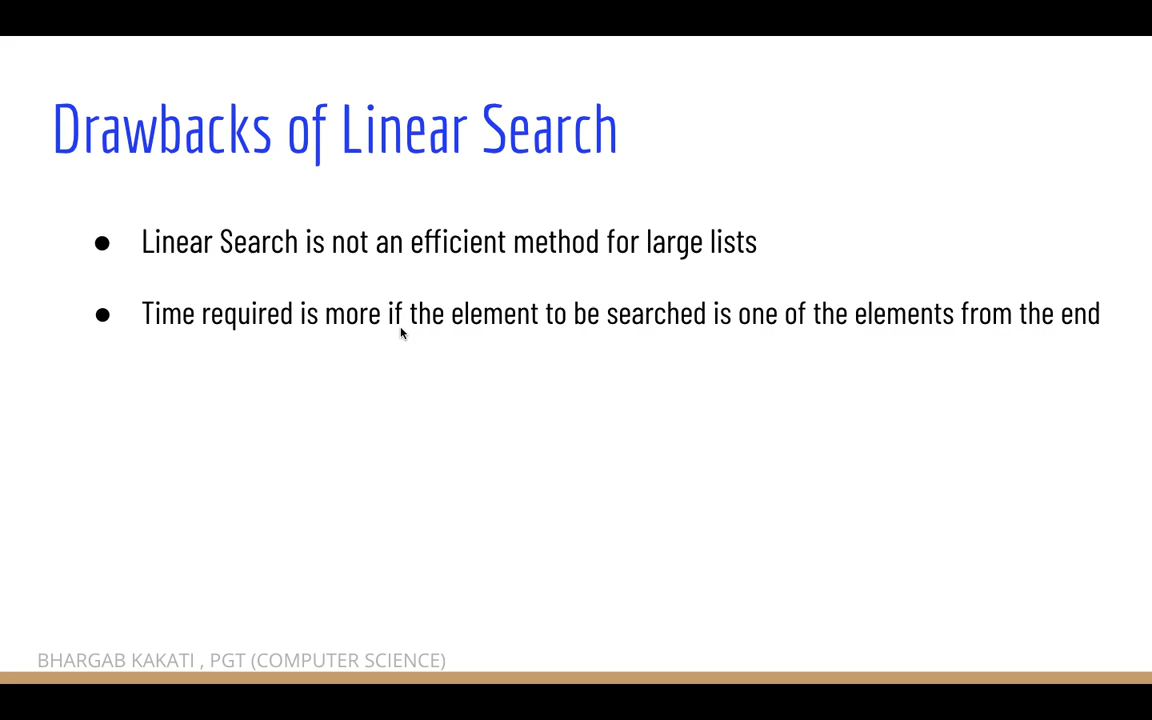 Drawbacks of Linear Search
● Linear Search is not an efficient method for large lists
● Time required is more if the element to be searched is one of the elements from the end
BHARGAB KAKATI , PGT (COMPUTER SCIENCE)